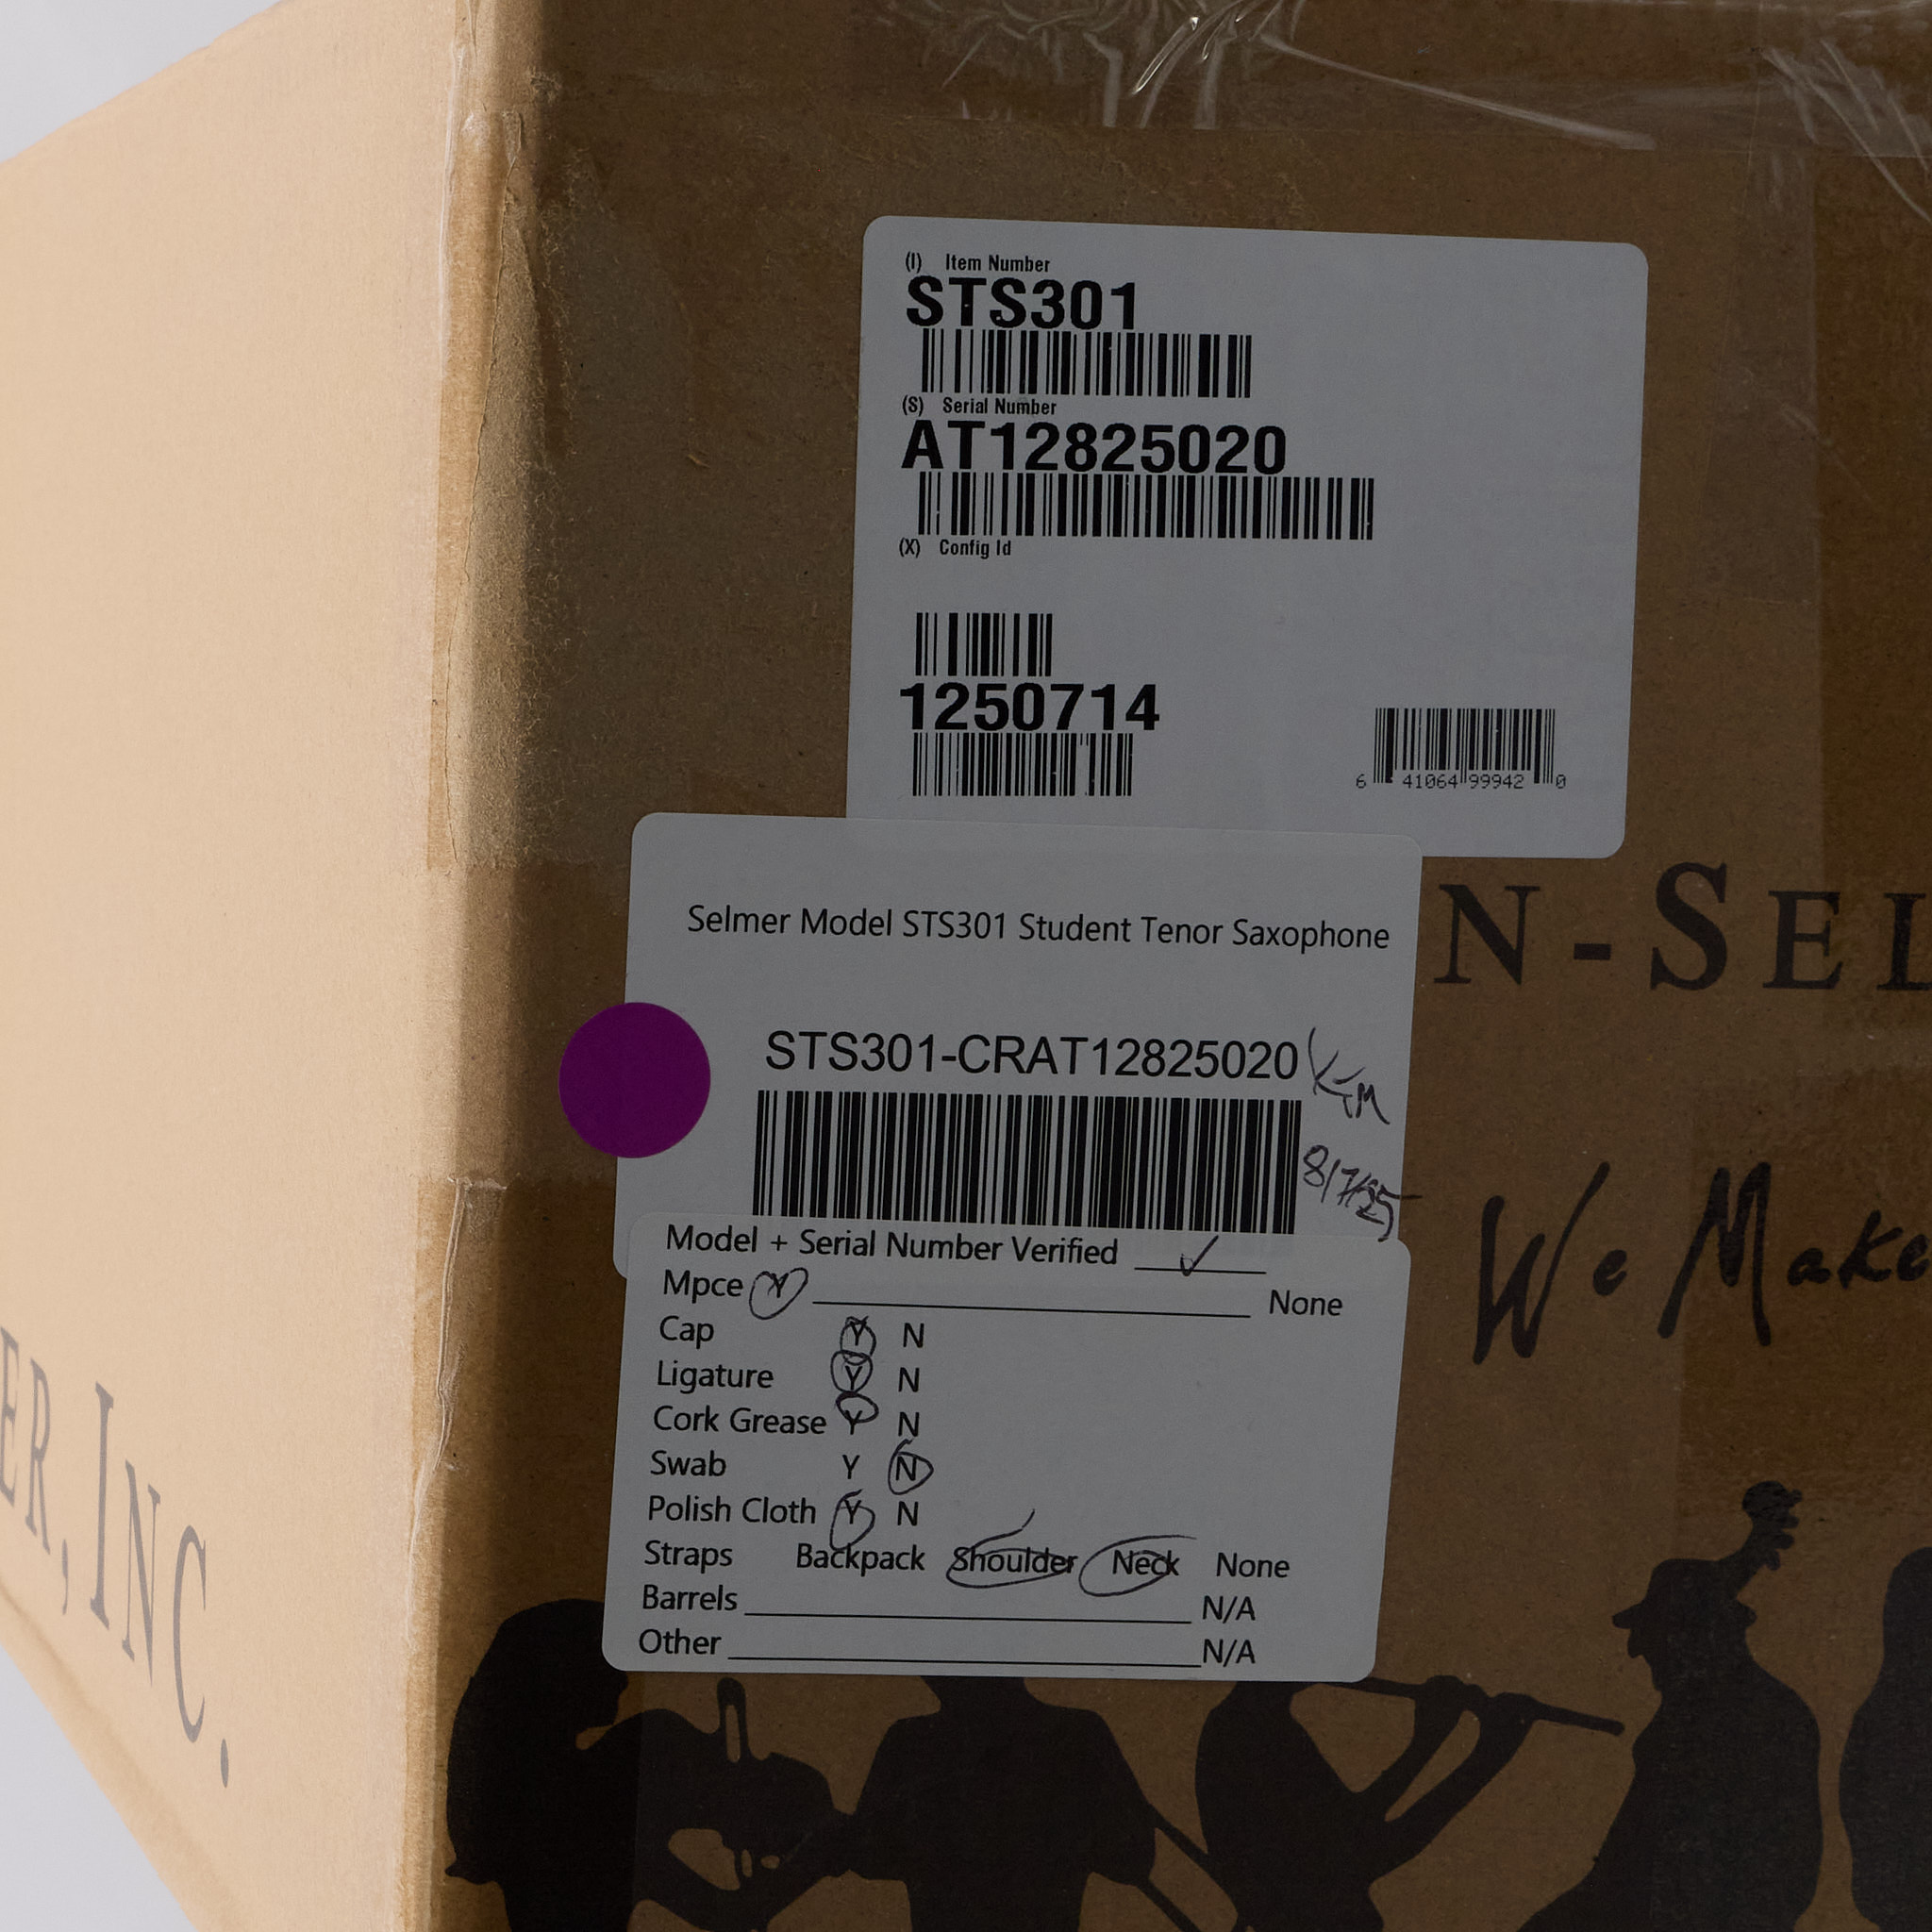 (I) Item Number
STS301
(S) Serial Number
AT12825020
(X) Config Id
1250714
6 41064 99942 0
Selmer Model STS301 Student Tenor Saxophone
STS301-CRAT12825020
8/7/25
Model + Serial Number Verified ✓
Mpce Y None
Cap Y N
Ligature Y N
Cork Grease Y N
Swab Y N
Polish Cloth Y N
Straps Backpack Shoulder Neck None
Barrels N/A
Other N/A
N-SEL
We Make
ER, INC.